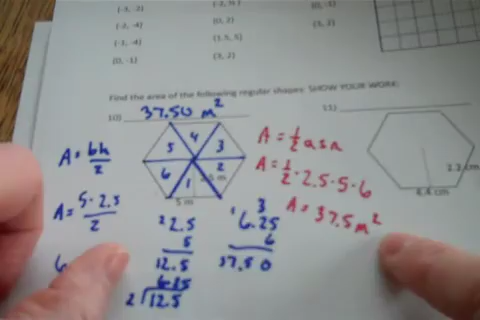 (-2, -4)
(0, 2)
(3, 2)
(-1, -4)
(1.5, 5)
(0, -1)
(3, 2)
Find the area of the following regular shapes: SHOW YOUR WORK:
10) 37.50 m²
11)
A = bh/2
5 4 3
6 1 2
5 m
A = 1/2 asn
A = 1/2 · 2.5 · 5 · 6
A = 37.5 m²
2.3 cm
4.4 cm
A = 5·2.5/2
2.5
5
12.5
6.25
2 12.5
3
6.25
6
37.50